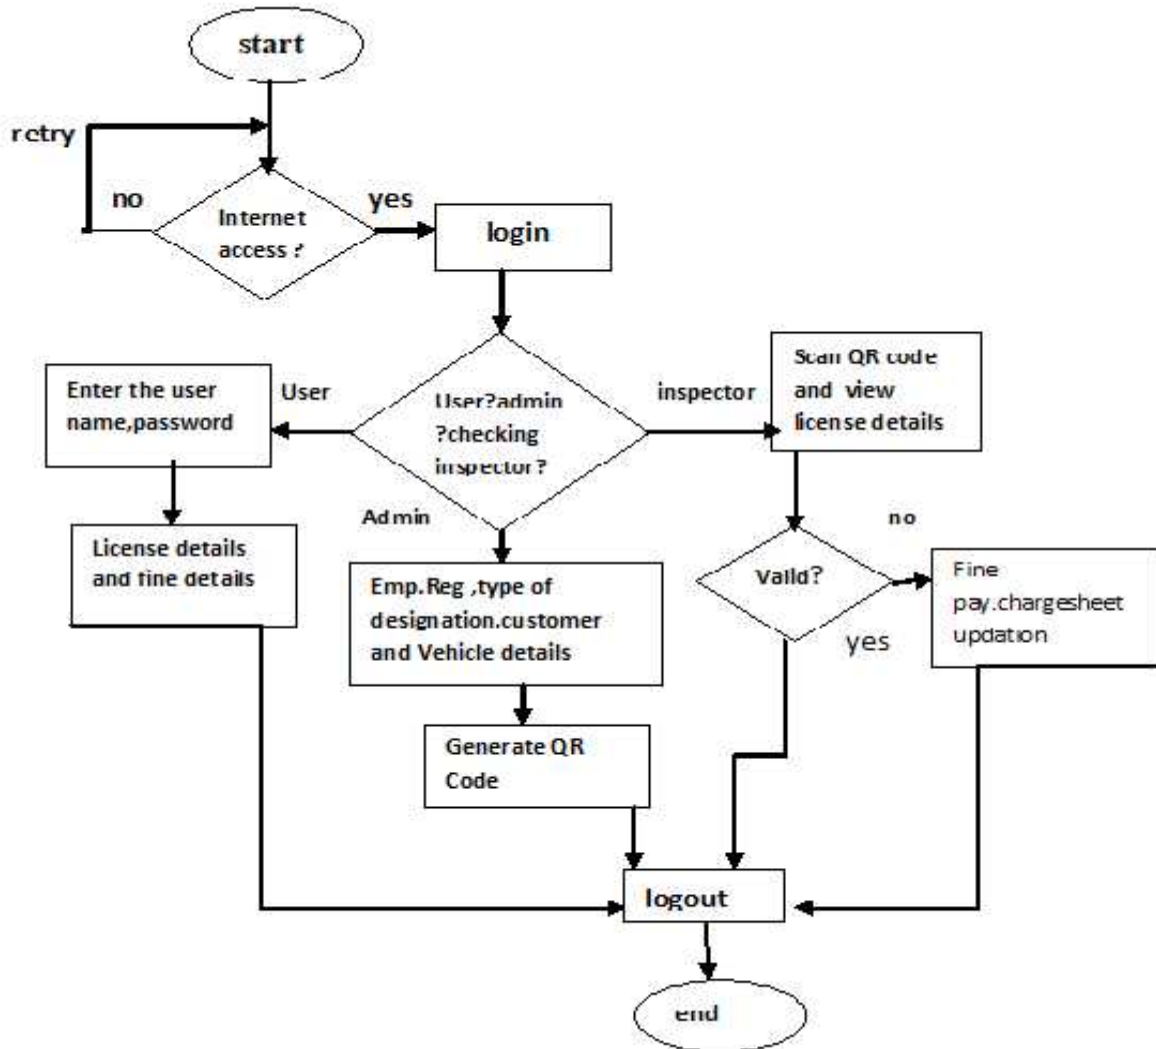 start
retry
no
yes
Internet
access ?
login
Enter the user
name,password
User
User?admin
?checking
inspector?
inspector
Scan QR code
and view
license details
Admin
no
License details
and fine details
Emp.Reg ,type of
designation.customer
and Vehicle details
Valid?
yes
Fine
pay.chargesheet
updation
Generate QR
Code
logout
end